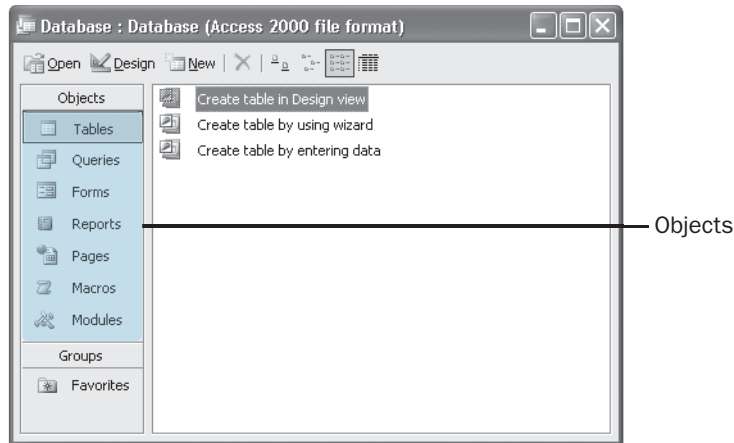 Database : Database (Access 2000 file format)
Open Design New
Objects
Tables
Queries
Forms
Reports
Pages
Macros
Modules
Groups
Favorites
Create table in Design view
Create table by using wizard
Create table by entering data
Objects